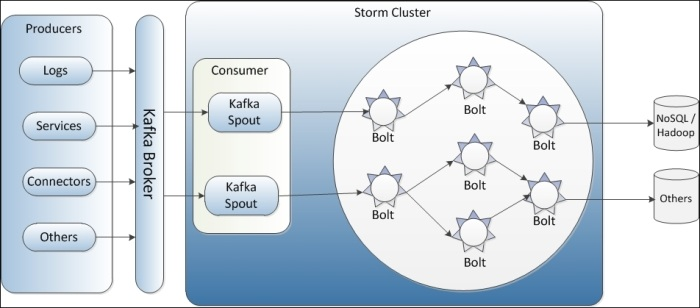 Storm Cluster
Producers
Logs
Services
Connectors
Others
Kafka Broker
Consumer
Kafka
Spout
Kafka
Spout
Bolt
Bolt
Bolt
Bolt
Bolt
Bolt
Bolt
NoSQL /
Hadoop
Others